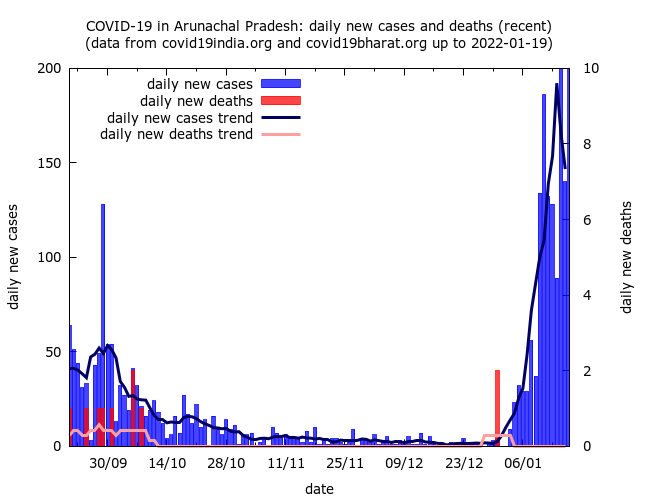 COVID-19 in Arunachal Pradesh: daily new cases and deaths (recent)
(data from covid19india.org and covid19bharat.org up to 2022-01-19)
daily new cases
daily new deaths
daily new cases trend
daily new deaths trend
200
150
100
50
0
10
8
6
4
2
0
daily new cases
daily new deaths
30/09 14/10 28/10 11/11 25/11 09/12 23/12 06/01
date